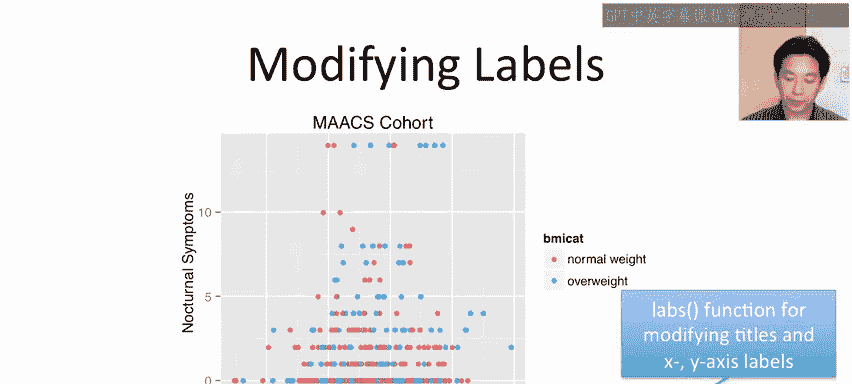 Modifying Labels
MAACS Cohort
Nocturnal Symptoms
10
5
0
bmicat
normal weight
overweight
labs() function for
modifying titles and
x-, y-axis labels